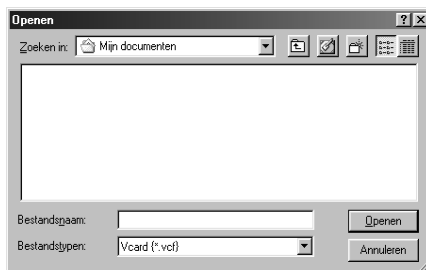 Openen
Zoeken in: Mijn documenten
Bestandsnaam:
Openen
Bestandstypen: Vcard {*.vcf}
Annuleren